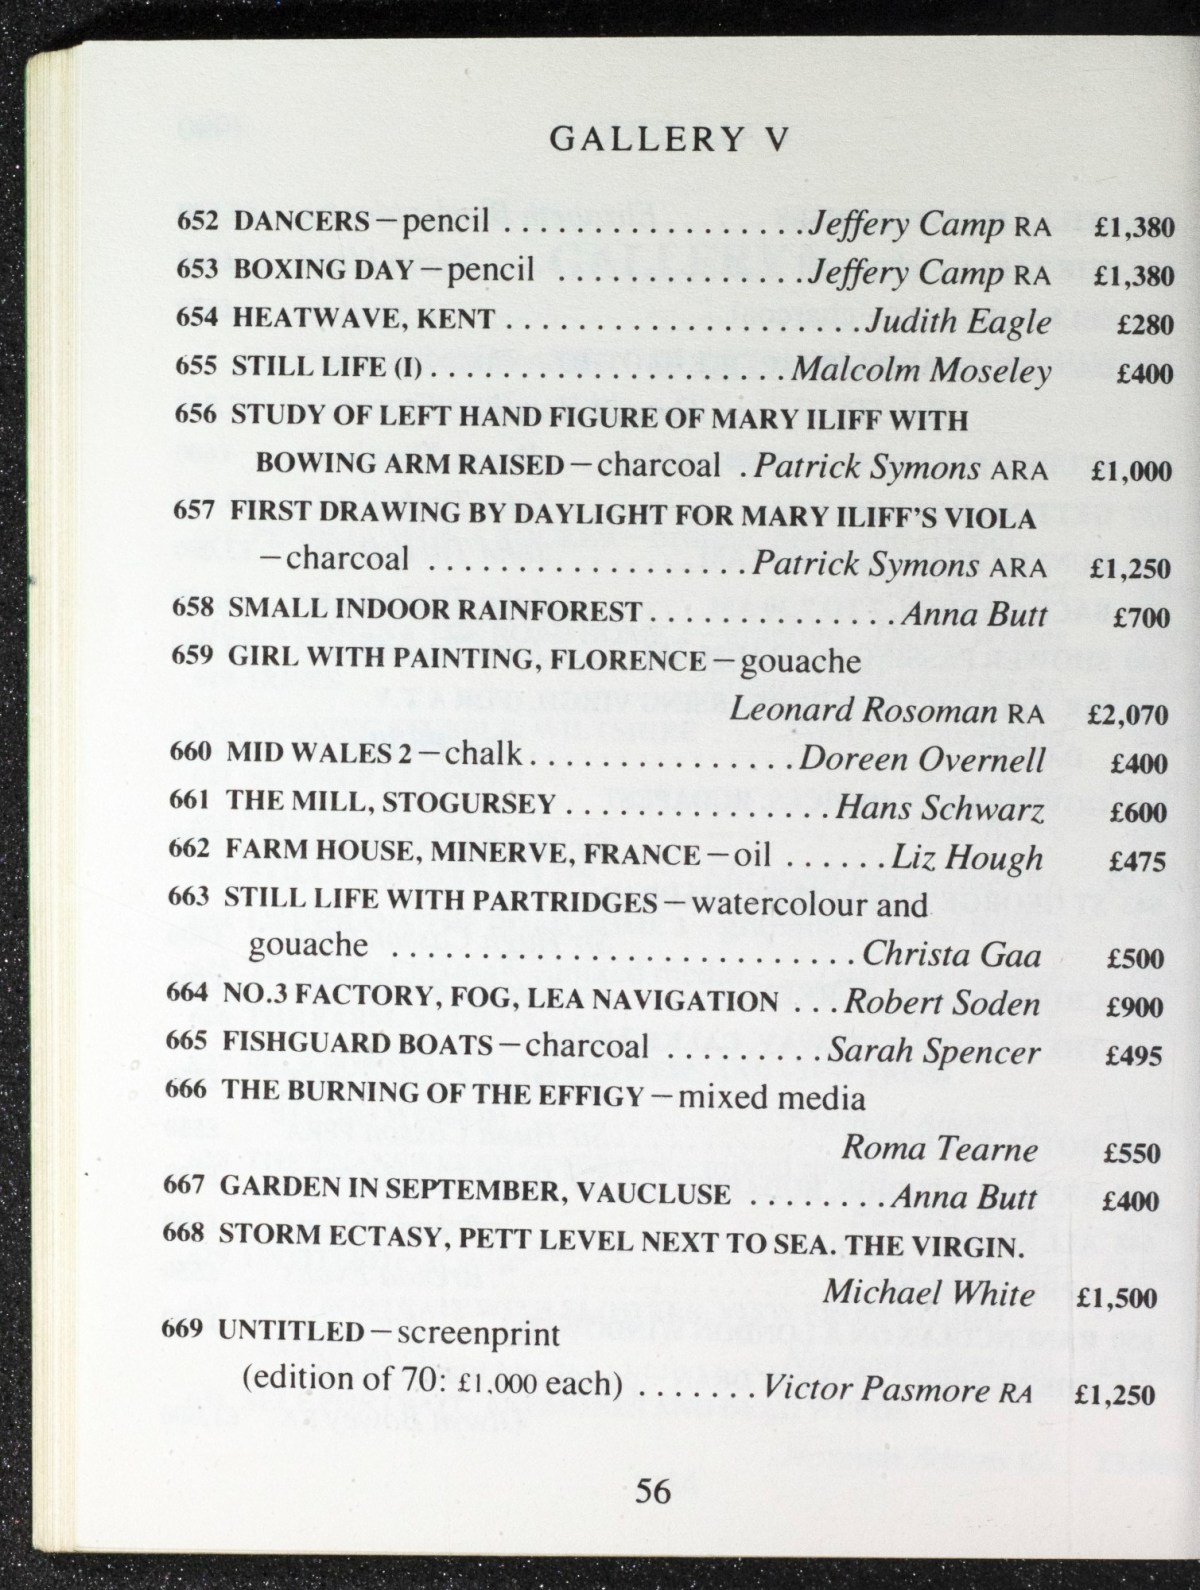 GALLERY V
652 DANCERS—pencil . . . . . . . . . . . . . . . . . Jeffery Camp RA £1,380
653 BOXING DAY—pencil . . . . . . . . . . . . . . Jeffery Camp RA £1,380
654 HEATWAVE, KENT . . . . . . . . . . . . . . . . . . . . Judith Eagle £280
655 STILL LIFE (I) . . . . . . . . . . . . . . . . . . . . Malcolm Moseley £400
656 STUDY OF LEFT HAND FIGURE OF MARY ILIFF WITH
BOWING ARM RAISED—charcoal . Patrick Symons ARA £1,000
657 FIRST DRAWING BY DAYLIGHT FOR MARY ILIFF'S VIOLA
—charcoal . . . . . . . . . . . . . . . . . . Patrick Symons ARA £1,250
658 SMALL INDOOR RAINFOREST . . . . . . . . . . . . . . Anna Butt £700
659 GIRL WITH PAINTING, FLORENCE—gouache
Leonard Rosoman RA £2,070
660 MID WALES 2—chalk . . . . . . . . . . . . . . . Doreen Overnell £400
661 THE MILL, STOGURSEY . . . . . . . . . . . . . . . Hans Schwarz £600
662 FARM HOUSE, MINERVE, FRANCE—oil . . . . . . Liz Hough £475
663 STILL LIFE WITH PARTRIDGES—watercolour and
gouache . . . . . . . . . . . . . . . . . . . . . . . . . . Christa Gaa £500
664 NO.3 FACTORY, FOG, LEA NAVIGATION . . . Robert Soden £900
665 FISHGUARD BOATS—charcoal . . . . . . . . . Sarah Spencer £495
666 THE BURNING OF THE EFFIGY—mixed media
Roma Tearne £550
667 GARDEN IN SEPTEMBER, VAUCLUSE . . . . . . . . Anna Butt £400
668 STORM ECTASY, PETT LEVEL NEXT TO SEA. THE VIRGIN.
Michael White £1,500
669 UNTITLED—screenprint
(edition of 70: £1,000 each) . . . . . . . Victor Pasmore RA £1,250
56